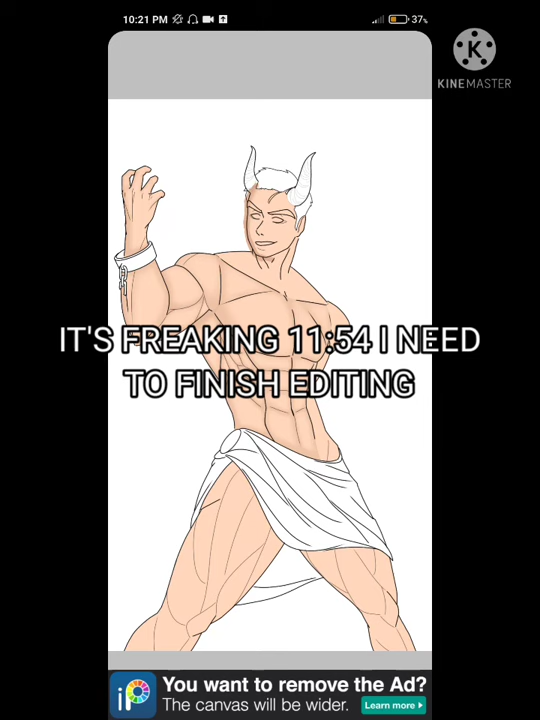 10:21 PM
37%
KINEMASTER
IT'S FREAKING 11:54 I NEED
TO FINISH EDITING
You want to remove the Ad?
The canvas will be wider.
Learn more